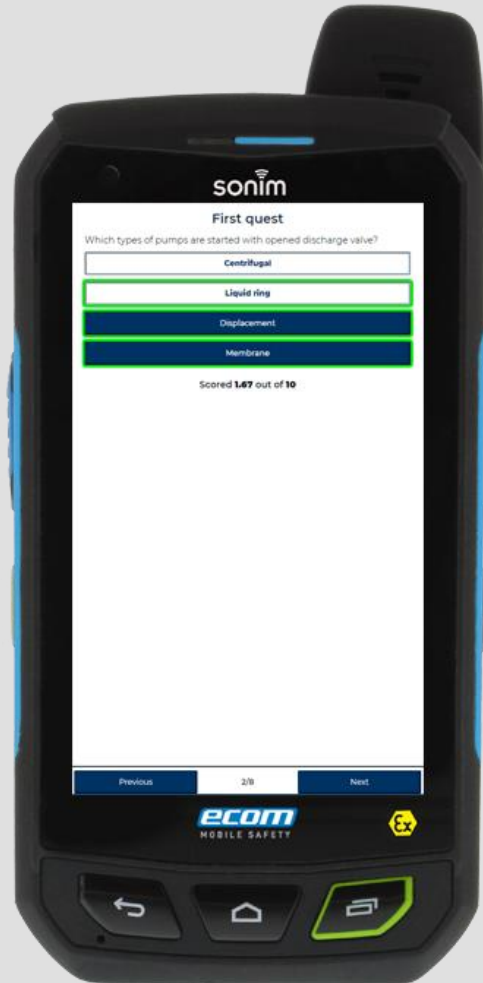 sonim
First quest
Which types of pumps are started with opened discharge valve?
Centrifugal
Liquid ring
Displacement
Membrane
Scored 1.67 out of 10
Previous
2/8
Next
ecom
MOBILE SAFETY
Ex